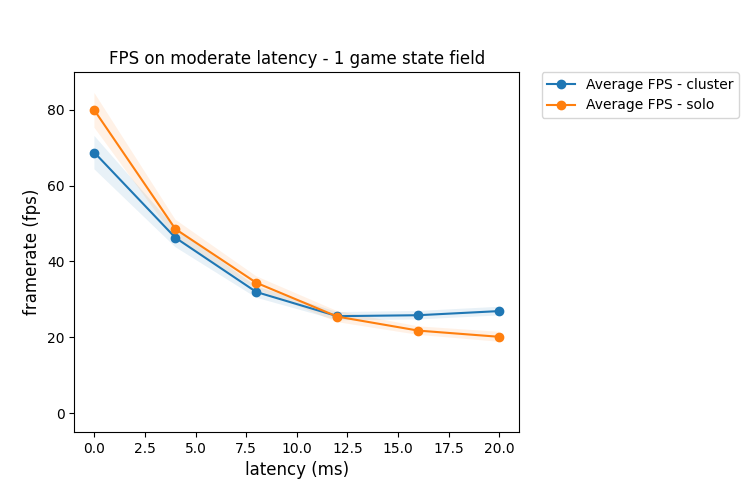 FPS on moderate latency - 1 game state field
Average FPS - cluster
Average FPS - solo
framerate (fps)
80
60
40
20
0
0.0 2.5 5.0 7.5 10.0 12.5 15.0 17.5 20.0
latency (ms)